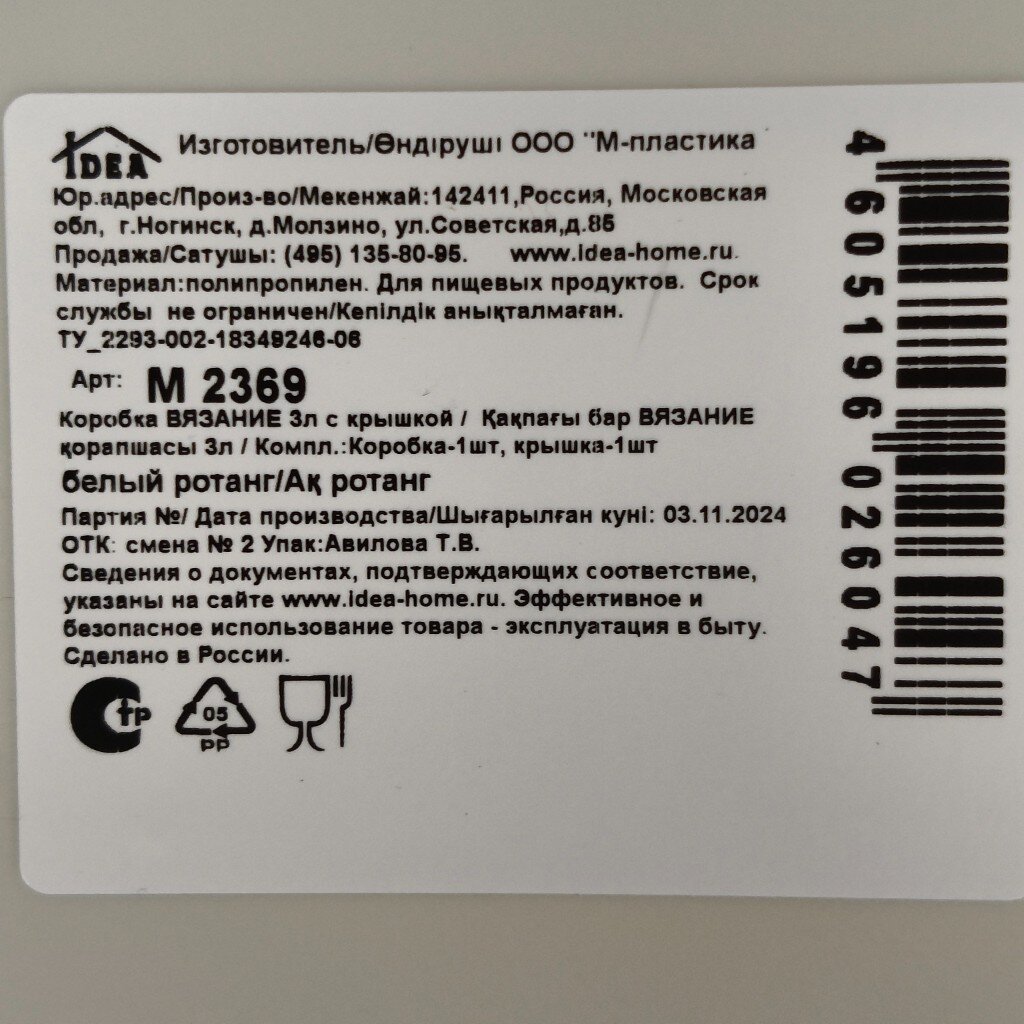 IDEA
Изготовитель/Өндіруші ООО "М-пластика
Юр.адрес/Произ-во/Мекенжай:142411,Россия, Московская
обл, г.Ногинск, д.Молзино, ул.Советская,д.85
Продажа/Сатушы: (495) 135-80-95. www.idea-home.ru.
Материал:полипропилен. Для пищевых продуктов. Срок
службы не ограничен/Кепілдік анықталмаған.
ТУ_2293-002-18349246-06
Арт: М 2369
Коробка ВЯЗАНИЕ 3л с крышкой / Қақпағы бар ВЯЗАНИЕ
қорапшасы 3л / Компл.:Коробка-1шт, крышка-1шт
белый ротанг/Ақ ротанг
Партия №/ Дата производства/Шығарылған куні: 03.11.2024
ОТК: смена № 2 Упак:Авилова Т.В.
Сведения о документах, подтверждающих соответствие,
указаны на сайте www.idea-home.ru. Эффективное и
безопасное использование товара - эксплуатация в быту.
Сделано в России.
тр
05
PP
4 605196 026047